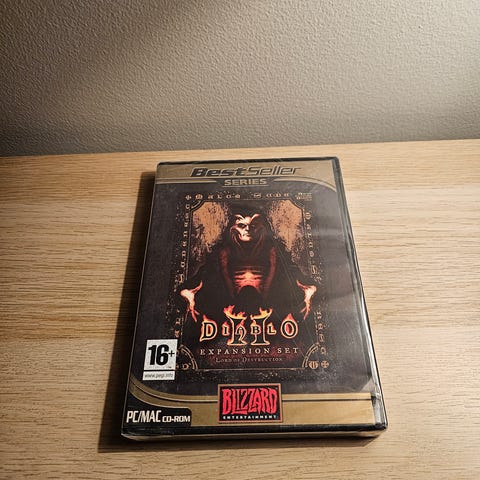 BestSeller
SERIES
DIABLO
II
EXPANSION SET
LORD OF DESTRUCTION
16+
www.pegi.info
BLIZZARD
ENTERTAINMENT
PC/MAC CD-ROM